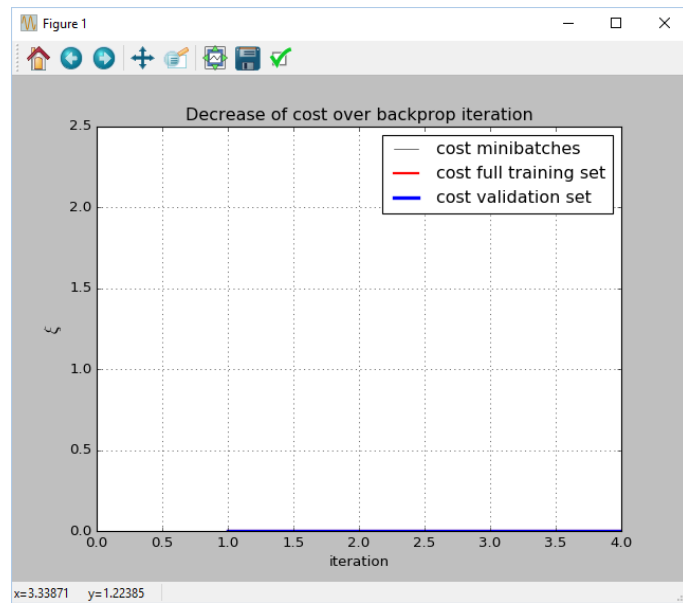 Figure 1
Decrease of cost over backprop iteration
cost minibatches
cost full training set
cost validation set
2.5
2.0
1.5
1.0
0.5
0.0
ξ
0.0 0.5 1.0 1.5 2.0 2.5 3.0 3.5 4.0
iteration
x=3.33871 y=1.22385